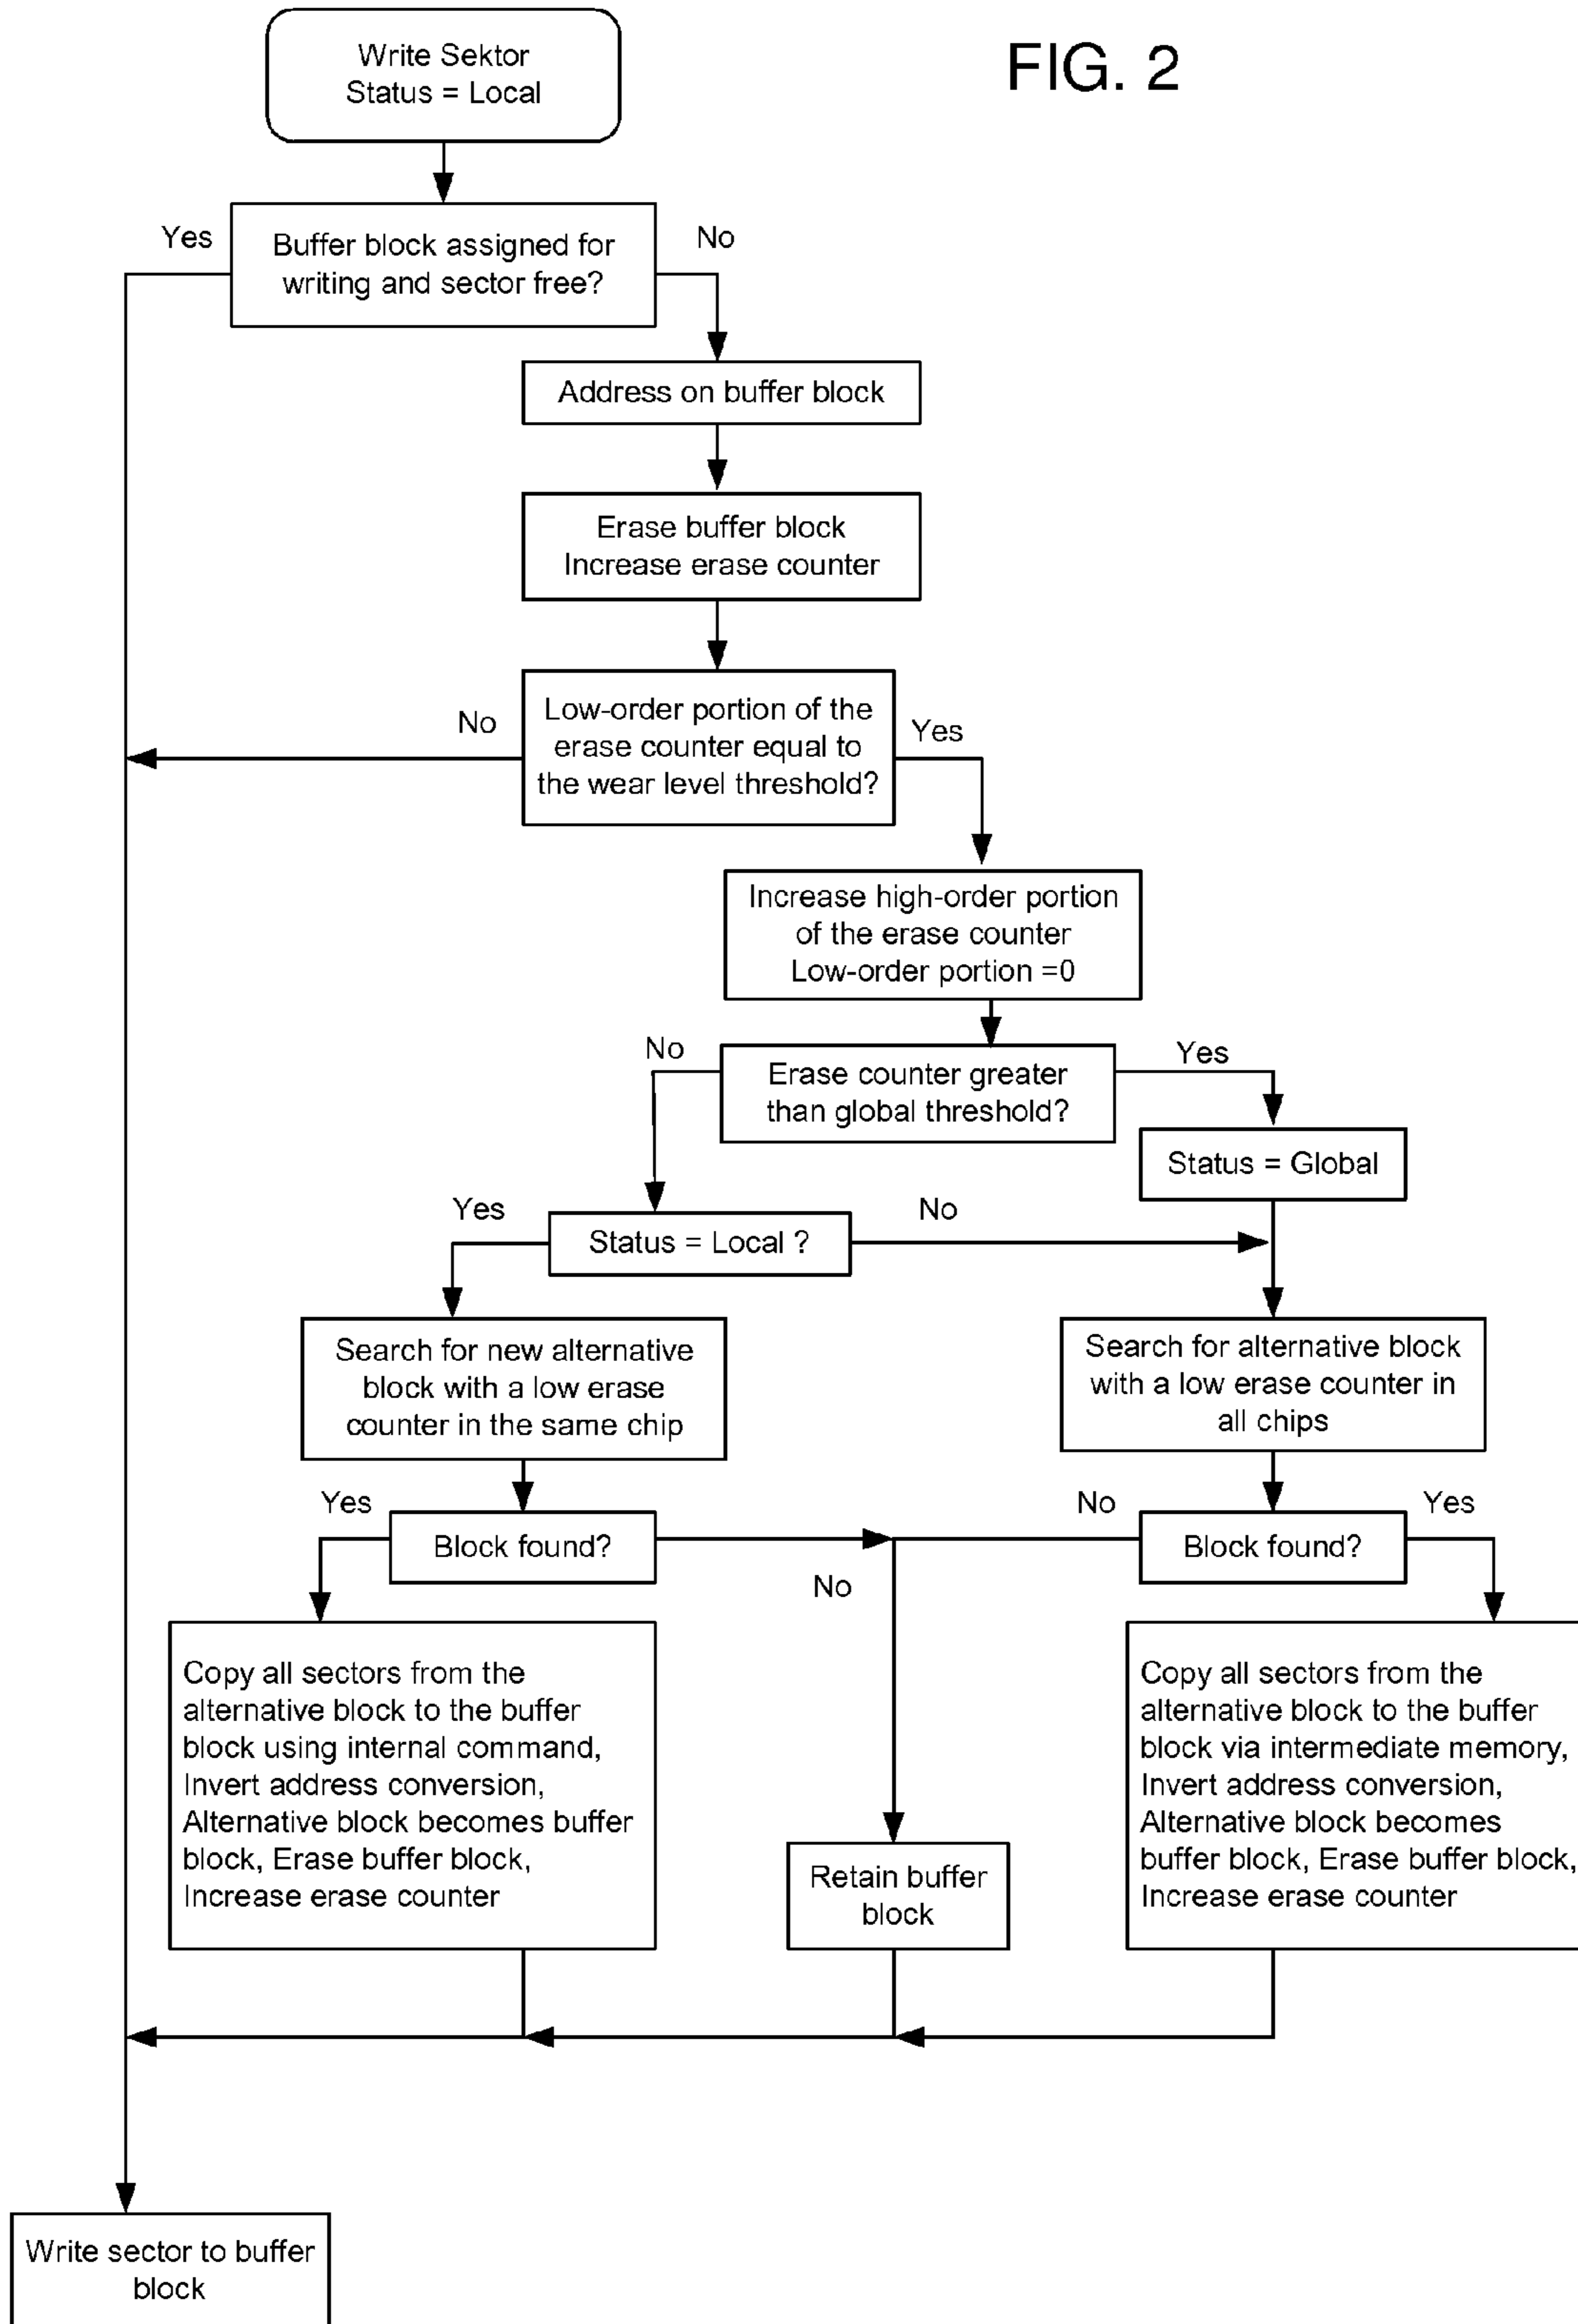 FIG. 2
Write Sektor
Status = Local
Yes
No
Buffer block assigned for
writing and sector free?
Address on buffer block
Erase buffer block
Increase erase counter
No
Low-order portion of the
erase counter equal to
the wear level threshold?
Yes
Increase high-order portion
of the erase counter
Low-order portion =0
No
Erase counter greater
than global threshold?
Yes
Status = Global
Yes
Status = Local ?
No
Search for new alternative
block with a low erase
counter in the same chip
Search for alternative block
with a low erase counter in
all chips
Yes
Block found?
No
No
Block found?
Yes
Copy all sectors from the
alternative block to the buffer
block using internal command,
Invert address conversion,
Alternative block becomes buffer
block, Erase buffer block,
Increase erase counter
Retain buffer
block
Copy all sectors from the
alternative block to the buffer
block via intermediate memory,
Invert address conversion,
Alternative block becomes
buffer block, Erase buffer block,
Increase erase counter
Write sector to buffer
block